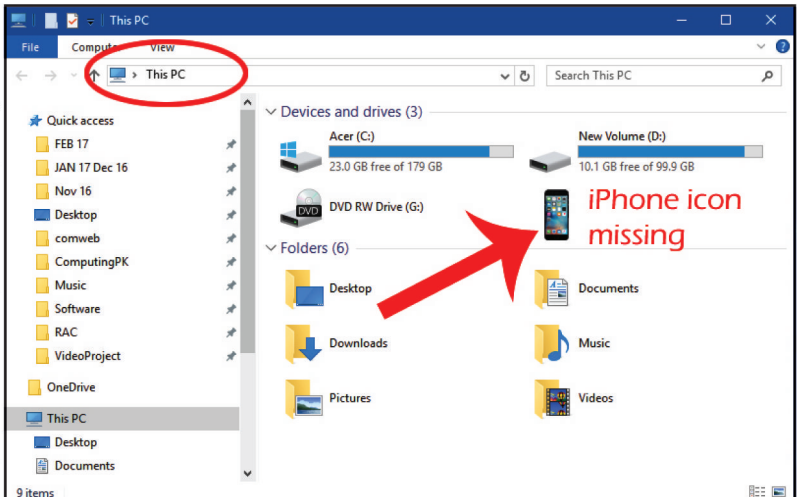 This PC
File
Computer
View
This PC
Search This PC
Quick access
FEB 17
JAN 17 Dec 16
Nov 16
Desktop
comweb
ComputingPK
Music
Software
RAC
VideoProject
OneDrive
This PC
Desktop
Documents
Devices and drives (3)
Acer (C:)
23.0 GB free of 179 GB
New Volume (D:)
10.1 GB free of 99.9 GB
DVD
DVD RW Drive (G:)
iPhone icon
missing
Folders (6)
Desktop
Documents
Downloads
Music
Pictures
Videos
9 items